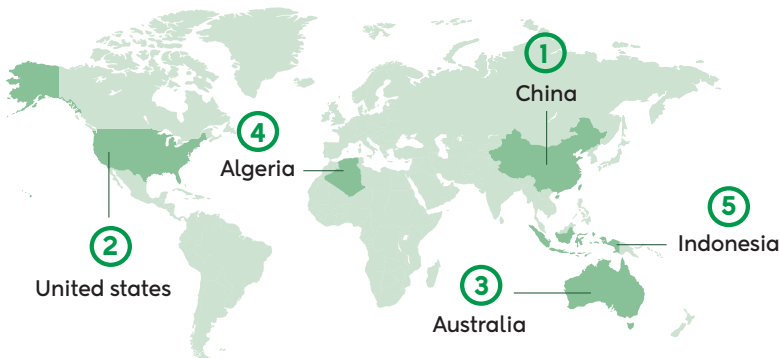 1
China
4
Algeria
5
Indonesia
2
United states
3
Australia